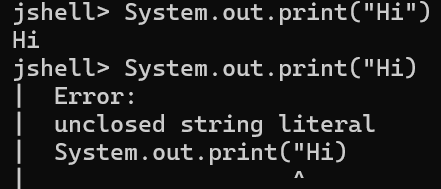 jshell> System.out.print("Hi")
Hi
jshell> System.out.print("Hi)
|  Error:
|  unclosed string literal
|  System.out.print("Hi)
|                   ^